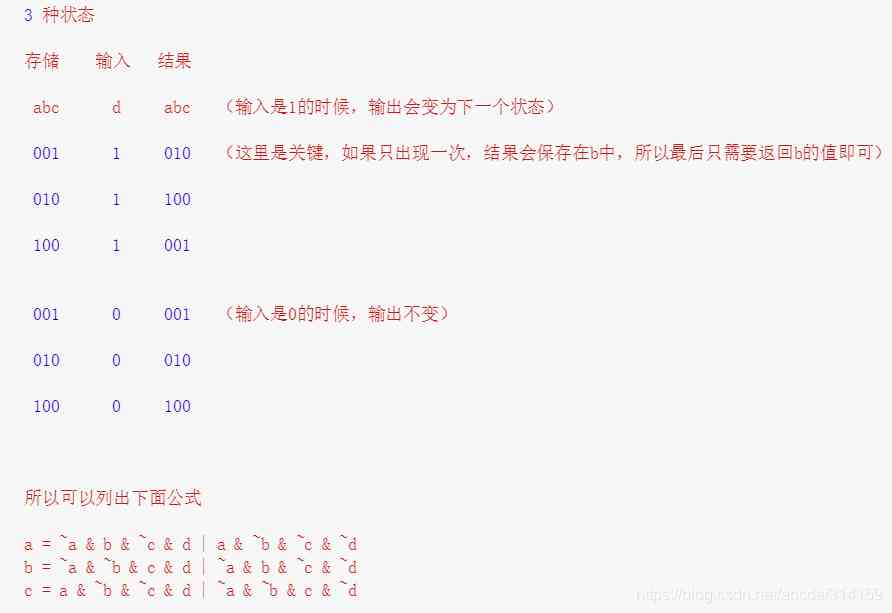 3 种状态
存储 输入 结果
abc d abc （输入是1的时候，输出会变为下一个状态）
001 1 010 （这里是关键，如果只出现一次，结果会保存在b中，所以最后只需要返回b的值即可）
010 1 100
100 1 001
001 0 001 （输入是0的时候，输出不变）
010 0 010
100 0 100
所以可以列出下面公式
a = ~a & b & ~c & d | a & ~b & ~c & ~d
b = ~a & ~b & c & d | ~a & b & ~c & ~d
c = a & ~b & ~c & d | ~a & ~b & c & ~d